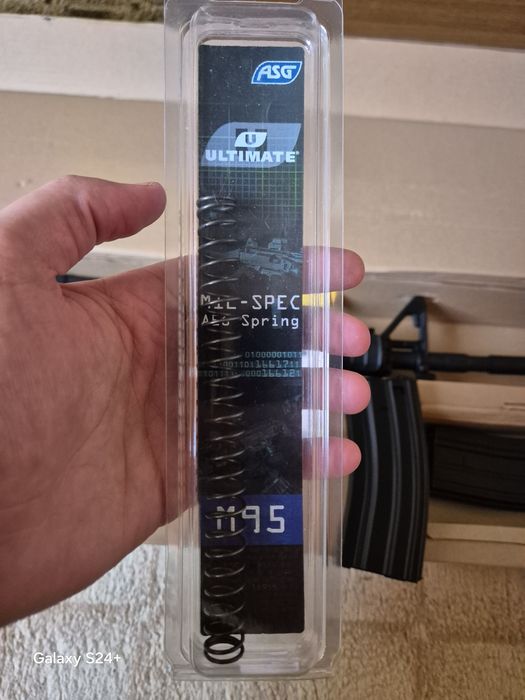 ASG
U
ULTIMATE
MIL-SPEC
AEG Spring
M95
Galaxy S24+